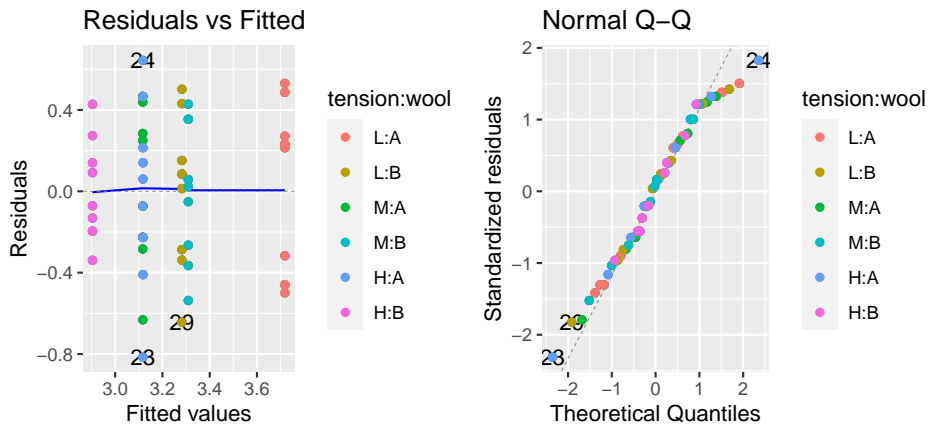 Residuals vs Fitted
24
0.4
0.0
−0.4
−0.8
29
23
3.0
3.2
3.4
3.6
Fitted values
Residuals
tension:wool
L:A
L:B
M:A
M:B
H:A
H:B
Normal Q−Q
24
2
1
0
−1
−2
29
23
−2
−1
0
1
2
Theoretical Quantiles
Standardized residuals
tension:wool
L:A
L:B
M:A
M:B
H:A
H:B